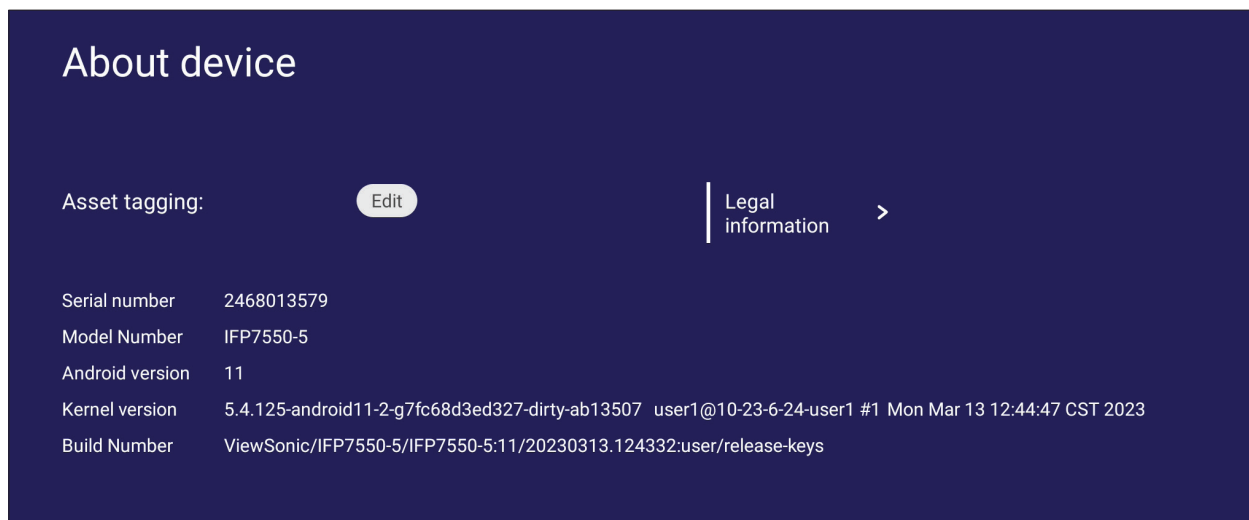 About device
Asset tagging: Edit
Legal
information
Serial number 2468013579
Model Number IFP7550-5
Android version 11
Kernel version 5.4.125-android11-2-g7fc68d3ed327-dirty-ab13507 user1@10-23-6-24-user1 #1 Mon Mar 13 12:44:47 CST 2023
Build Number ViewSonic/IFP7550-5/IFP7550-5:11/20230313.124332:user/release-keys